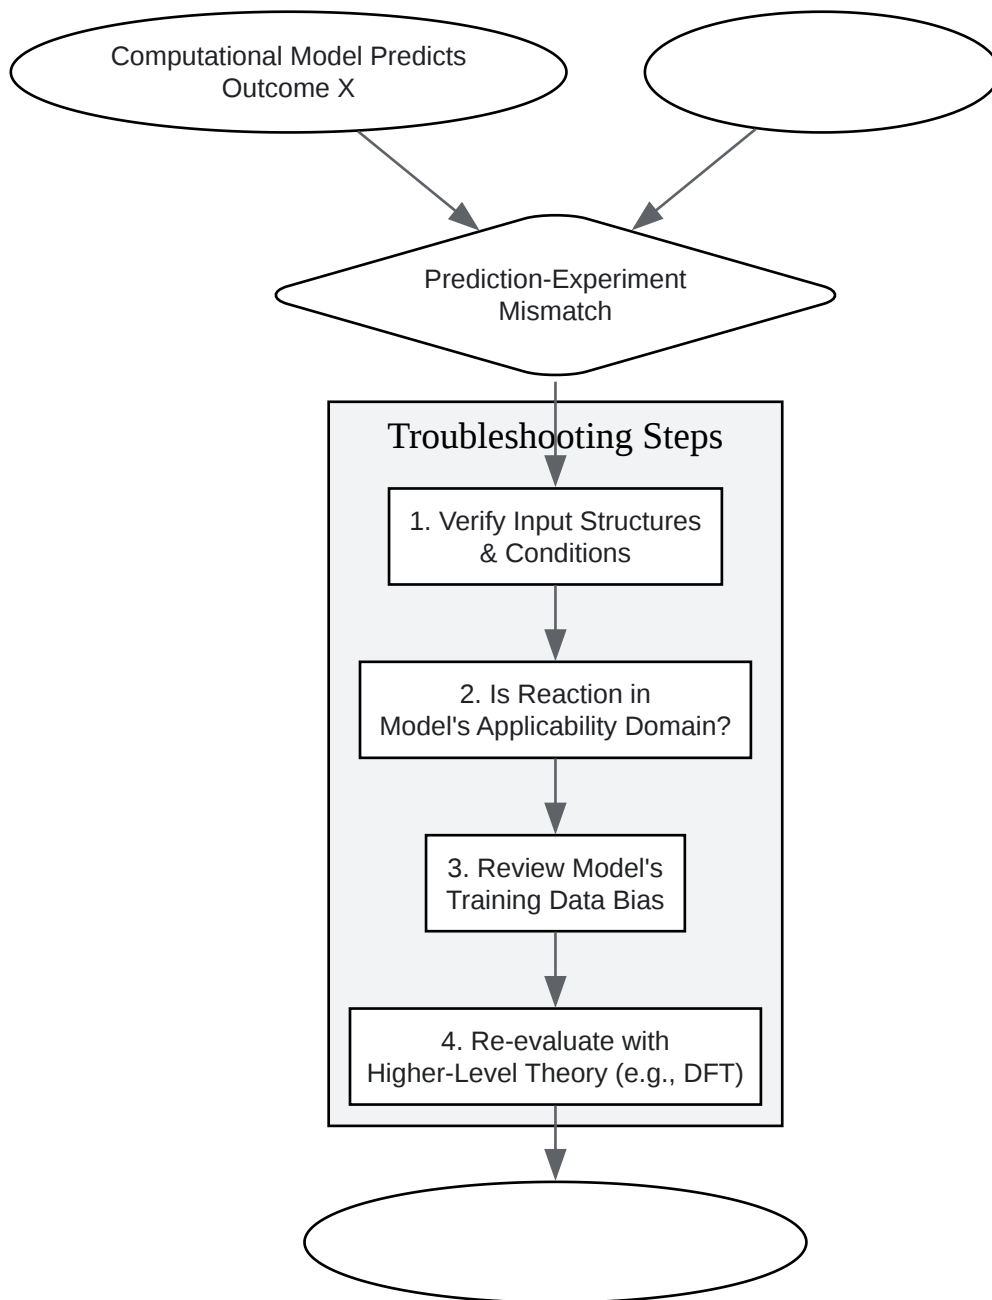 Computational Model Predicts
Outcome X
Prediction-Experiment
Mismatch
Troubleshooting Steps
1. Verify Input Structures
& Conditions
2. Is Reaction in
Model's Applicability Domain?
3. Review Model's
Training Data Bias
4. Re-evaluate with
Higher-Level Theory (e.g., DFT)